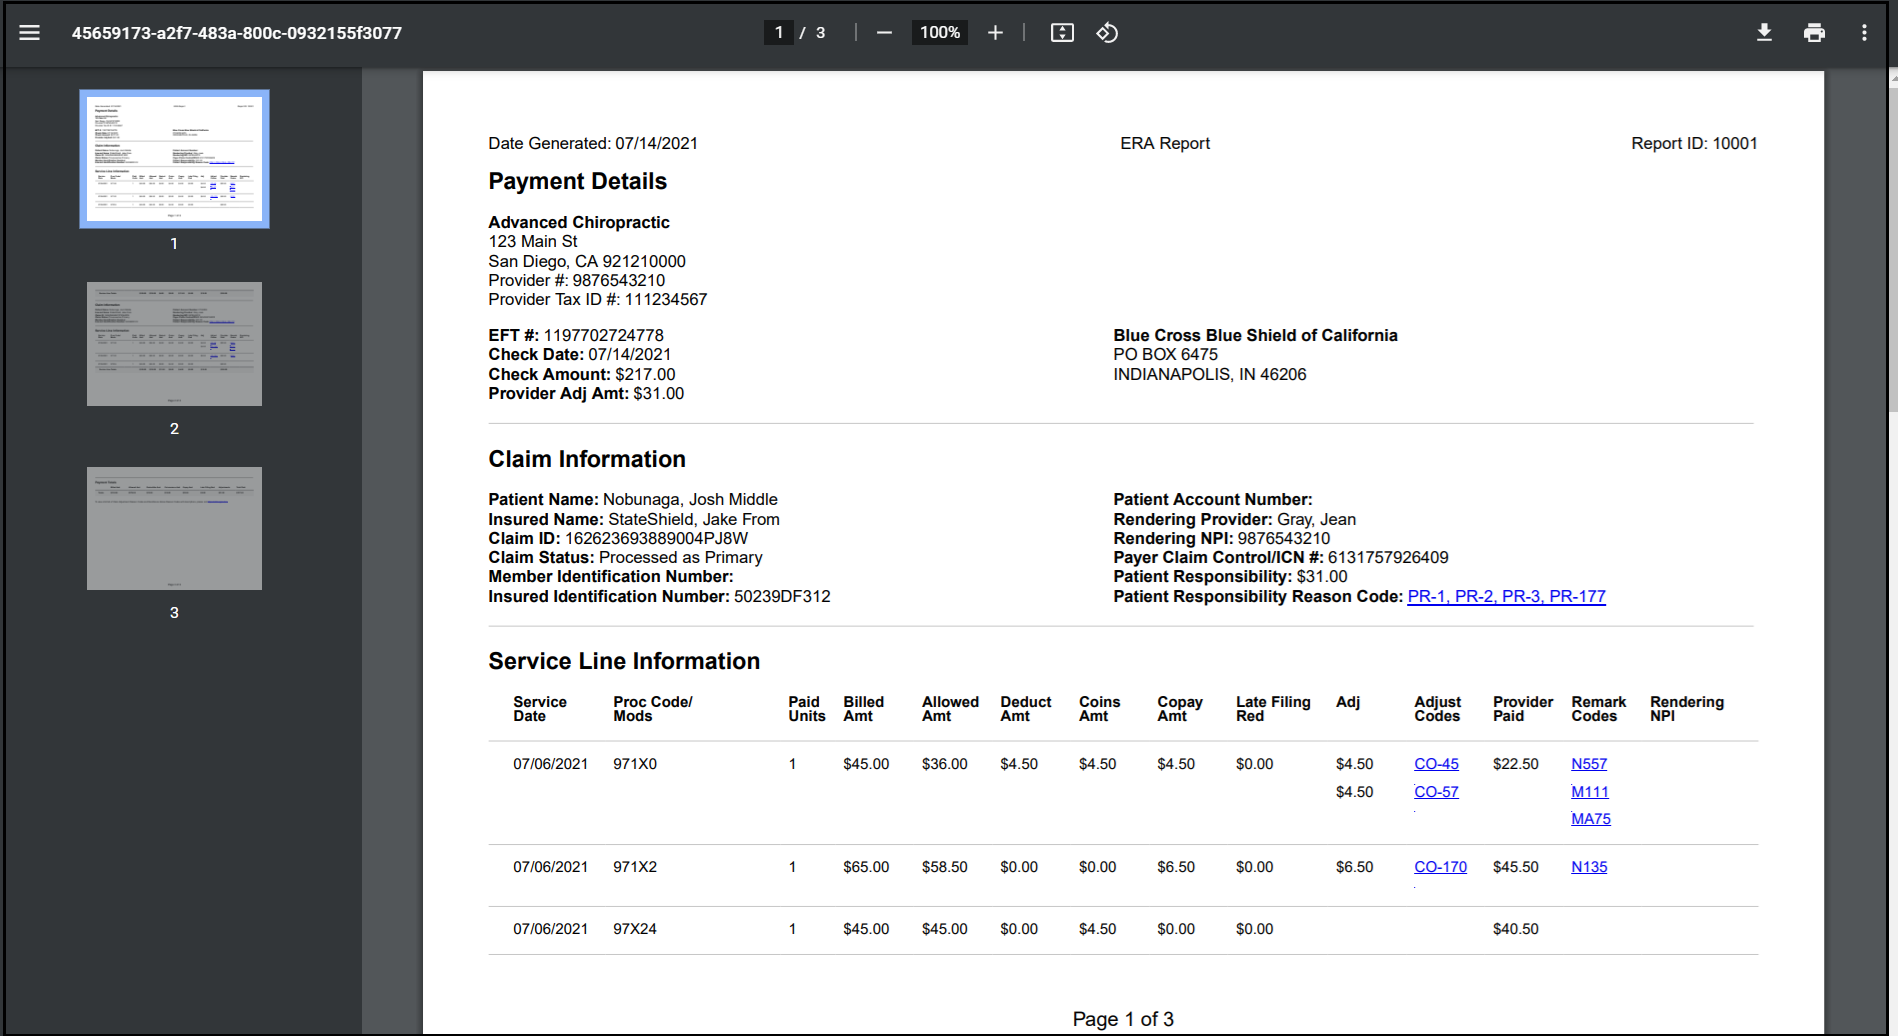 45659173-a2f7-483a-800c-0932155f3077
1 / 3
100%
1
2
3
Date Generated: 07/14/2021 ERA Report Report ID: 10001
Payment Details
Advanced Chiropractic
123 Main St
San Diego, CA 921210000
Provider #: 9876543210
Provider Tax ID #: 111234567
EFT #: 1197702724778
Check Date: 07/14/2021
Check Amount: $217.00
Provider Adj Amt: $31.00
Blue Cross Blue Shield of California
PO BOX 6475
INDIANAPOLIS, IN 46206
Claim Information
Patient Name: Nobunaga, Josh Middle
Insured Name: StateShield, Jake From
Claim ID: 162623693889004PJ8W
Claim Status: Processed as Primary
Member Identification Number:
Insured Identification Number: 50239DF312
Patient Account Number:
Rendering Provider: Gray, Jean
Rendering NPI: 9876543210
Payer Claim Control/ICN #: 6131757926409
Patient Responsibility: $31.00
Patient Responsibility Reason Code: PR-1, PR-2, PR-3, PR-177
Service Line Information
Service Date Proc Code/ Mods Paid Units Billed Amt Allowed Amt Deduct Amt Coins Amt Copay Amt Late Filing Red Adj Adjust Codes Provider Paid Remark Codes Rendering NPI
07/06/2021 971X0 1 $45.00 $36.00 $4.50 $4.50 $4.50 $0.00 $4.50 CO-45 $22.50 N557
$4.50 CO-57 M111
MA75
07/06/2021 971X2 1 $65.00 $58.50 $0.00 $0.00 $6.50 $0.00 $6.50 CO-170 $45.50 N135
07/06/2021 97X24 1 $45.00 $45.00 $0.00 $4.50 $0.00 $0.00 $40.50
Page 1 of 3